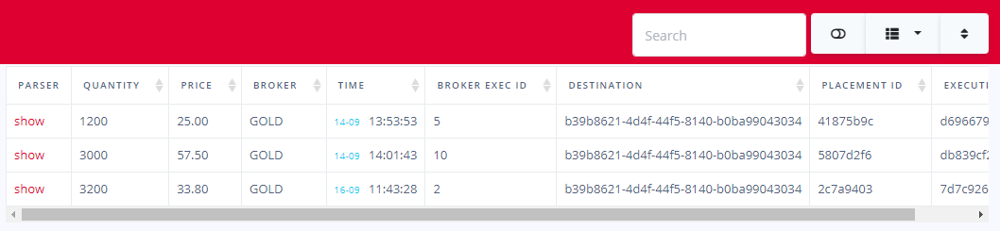 Search
PARSER QUANTITY PRICE BROKER TIME BROKER EXEC ID DESTINATION PLACEMENT ID EXECUTI
show 1200 25.00 GOLD 14-09 13:53:53 5 b39b8621-4d4f-44f5-8140-b0ba99043034 41875b9c d696679
show 3000 57.50 GOLD 14-09 14:01:43 10 b39b8621-4d4f-44f5-8140-b0ba99043034 5807d2f6 db839cf2
show 3200 33.80 GOLD 16-09 11:43:28 2 b39b8621-4d4f-44f5-8140-b0ba99043034 2c7a9403 7d7c926